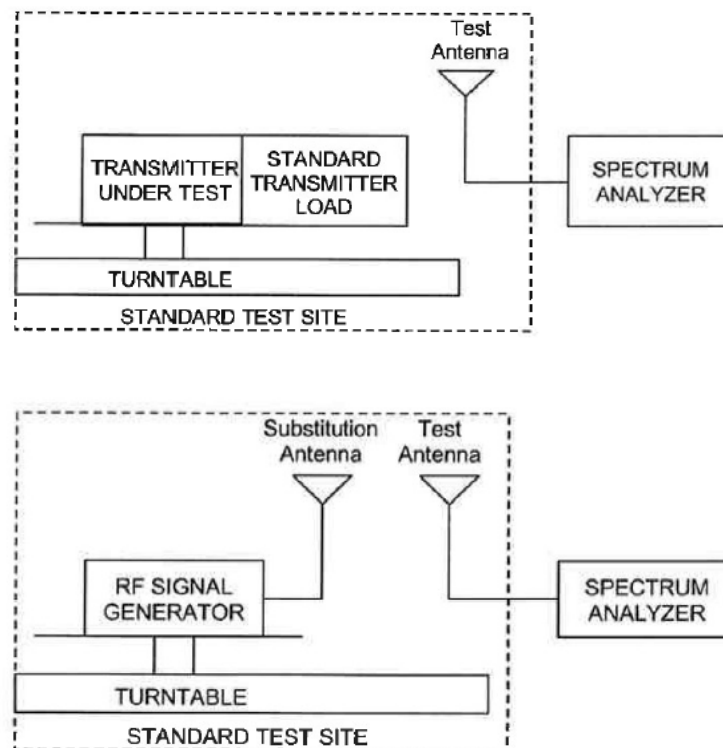 Test
Antenna
TRANSMITTER
UNDER TEST
STANDARD
TRANSMITTER
LOAD
SPECTRUM
ANALYZER
TURNTABLE
STANDARD TEST SITE
Substitution
Antenna
Test
Antenna
RF SIGNAL
GENERATOR
SPECTRUM
ANALYZER
TURNTABLE
STANDARD TEST SITE